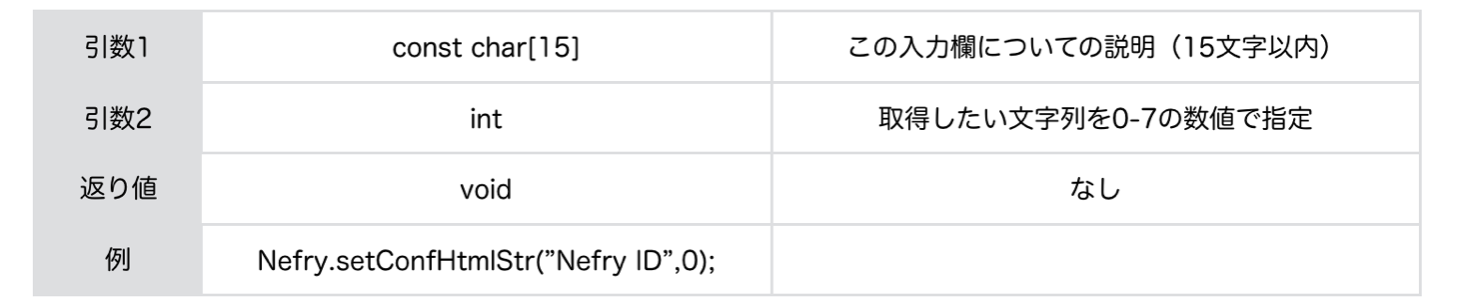 引数1 const char[15] この入力欄についての説明（15文字以内）
引数2 int 取得したい文字列を0-7の数値で指定
返り値 void なし
例 Nefry.setConfHtmlStr(”Nefry ID”,0);